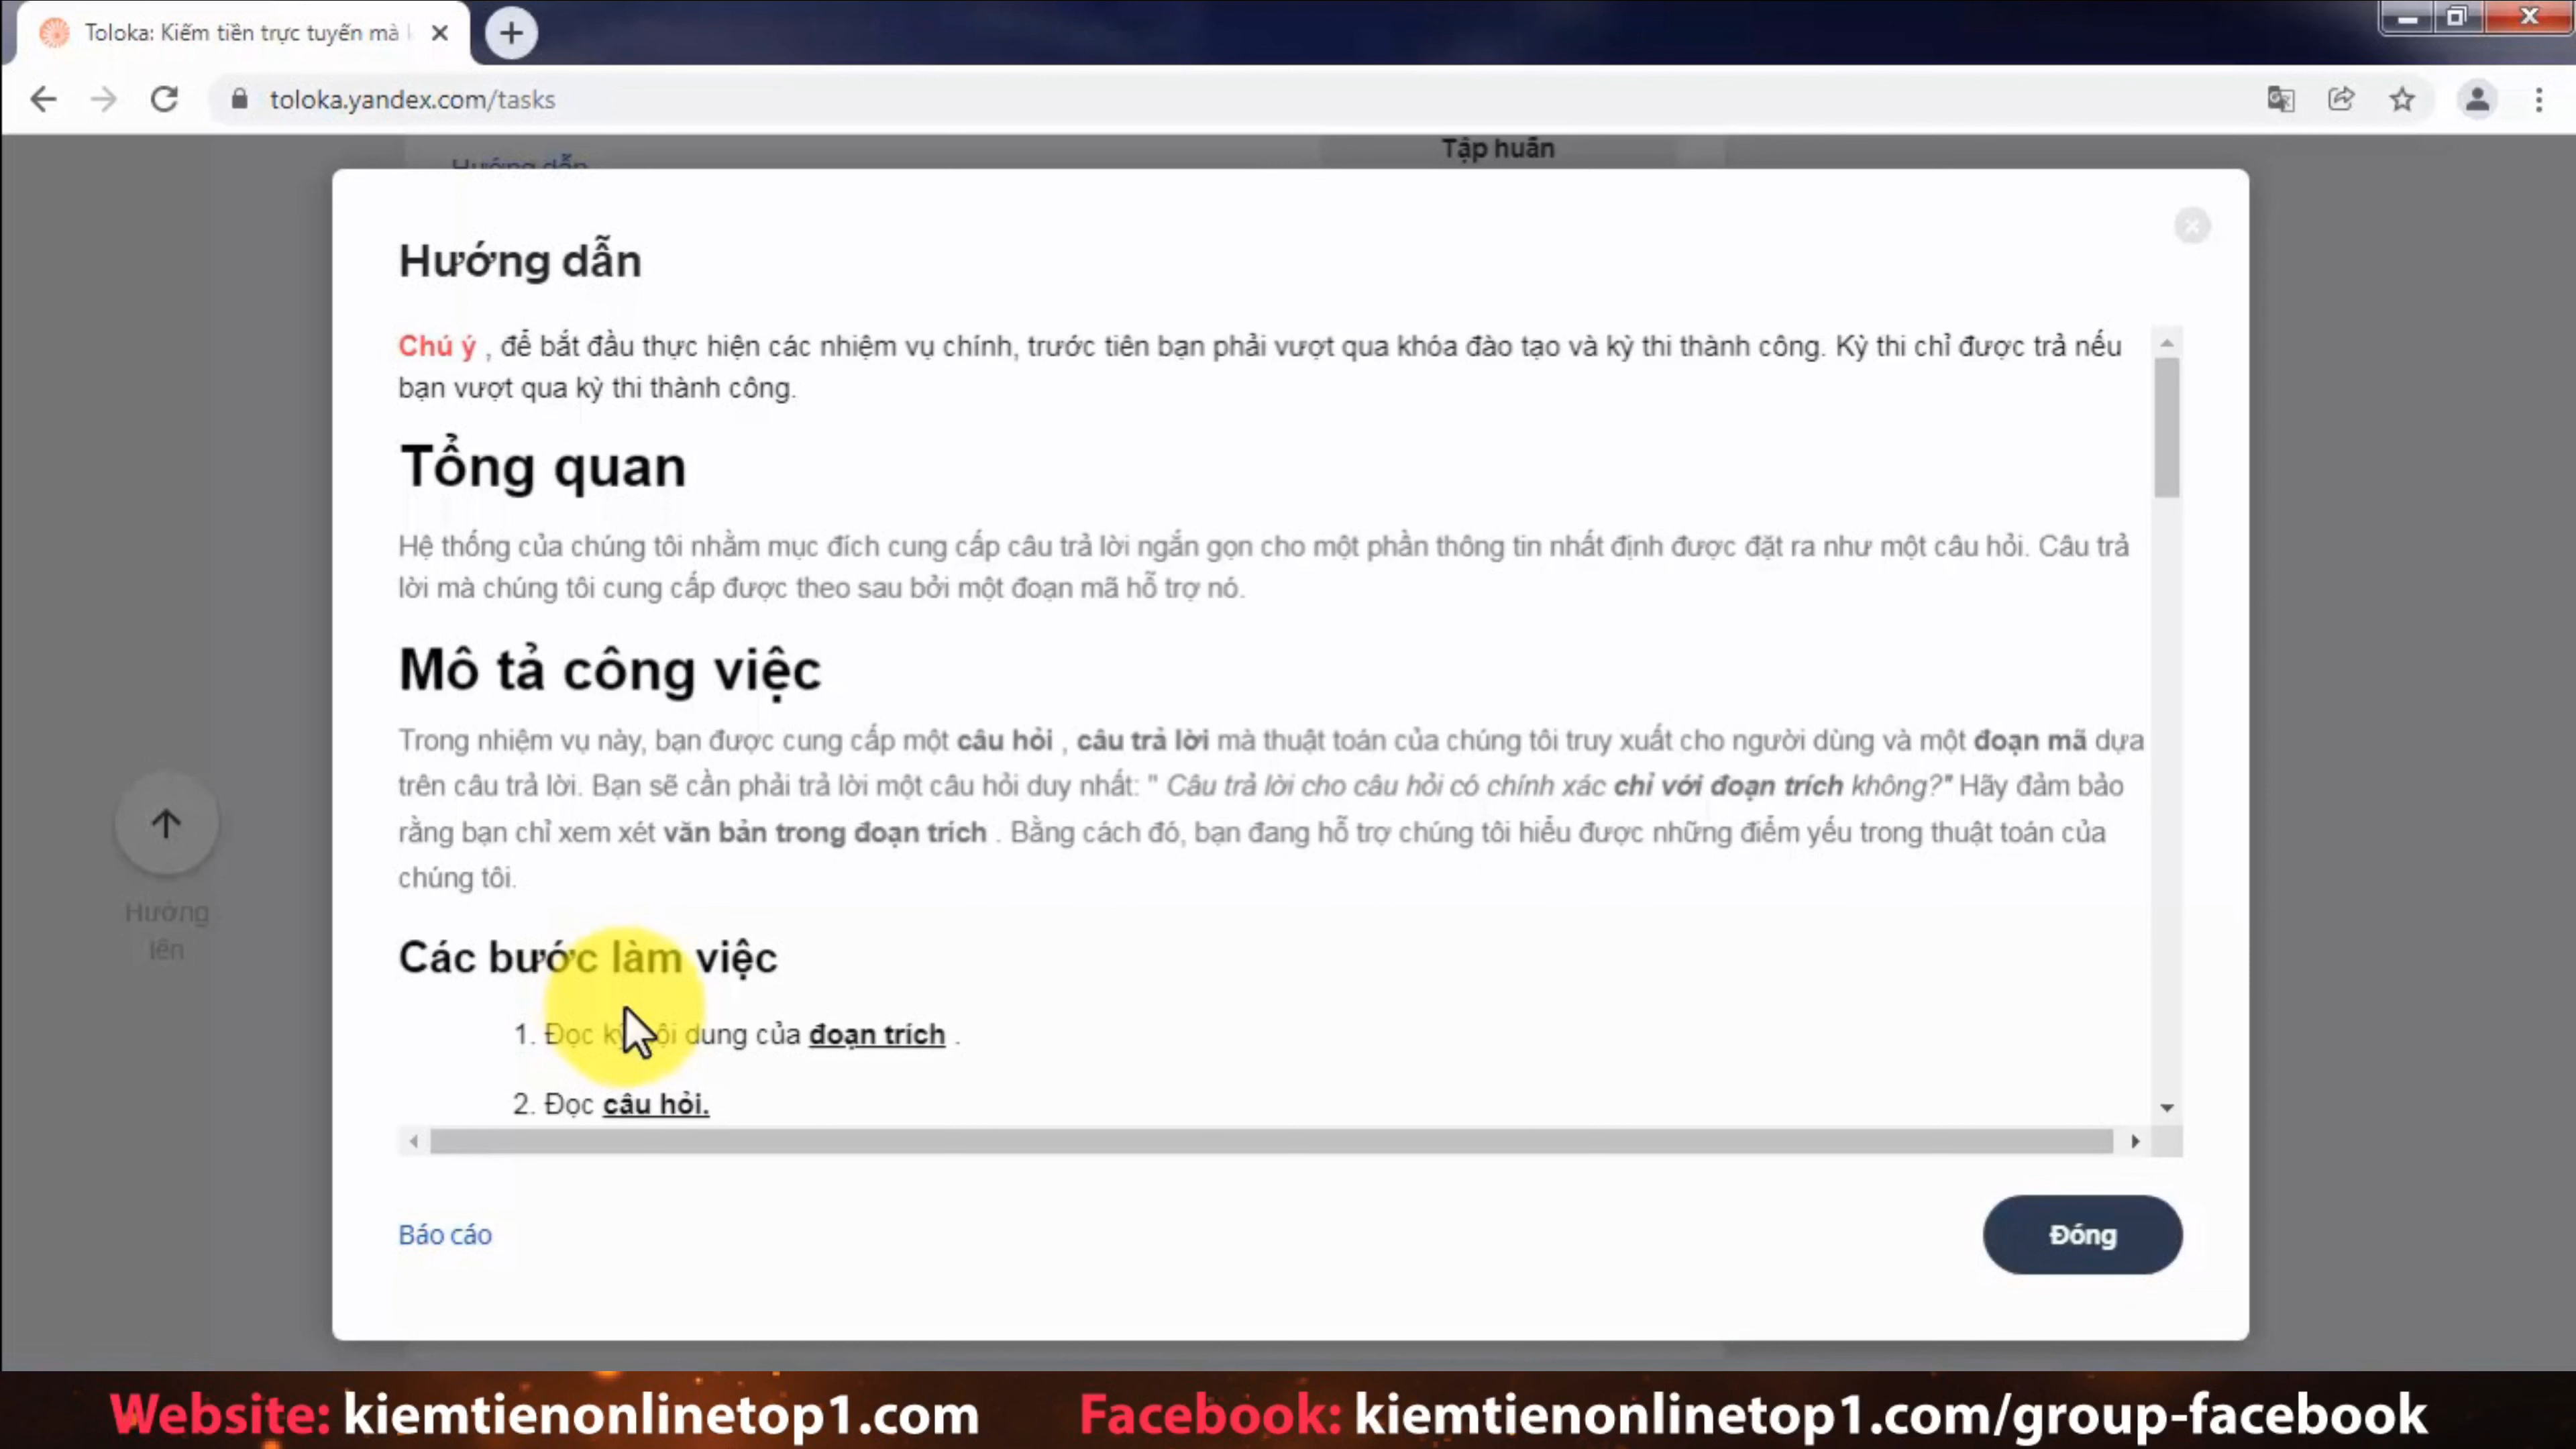 Toloka: Kiếm tiền trực tuyến mà
toloka.yandex.com/tasks
Hướng dẫn
Tập huấn
Hướng dẫn
Chú ý , để bắt đầu thực hiện các nhiệm vụ chính, trước tiên bạn phải vượt qua khóa đào tạo và kỳ thi thành công. Kỳ thi chỉ được trả nếu
bạn vượt qua kỳ thi thành công.
Tổng quan
Hệ thống của chúng tôi nhằm mục đích cung cấp câu trả lời ngắn gọn cho một phần thông tin nhất định được đặt ra như một câu hỏi. Câu trả
lời mà chúng tôi cung cấp được theo sau bởi một đoạn mã hỗ trợ nó.
Mô tả công việc
Trong nhiệm vụ này, bạn được cung cấp một câu hỏi , câu trả lời mà thuật toán của chúng tôi truy xuất cho người dùng và một đoạn mã dựa
trên câu trả lời. Bạn sẽ cần phải trả lời một câu hỏi duy nhất: " Câu trả lời cho câu hỏi có chính xác chỉ với đoạn trích không?" Hãy đảm bảo
rằng bạn chỉ xem xét văn bản trong đoạn trích . Bằng cách đó, bạn đang hỗ trợ chúng tôi hiểu được những điểm yếu trong thuật toán của
chúng tôi.
Hướng
lên
Các bước làm việc
1. Đọc kỹ nội dung của đoạn trích .
2. Đọc câu hỏi.
Báo cáo
Đóng
Website: kiemtienonlinetop1.com
Facebook: kiemtienonlinetop1.com/group-facebook